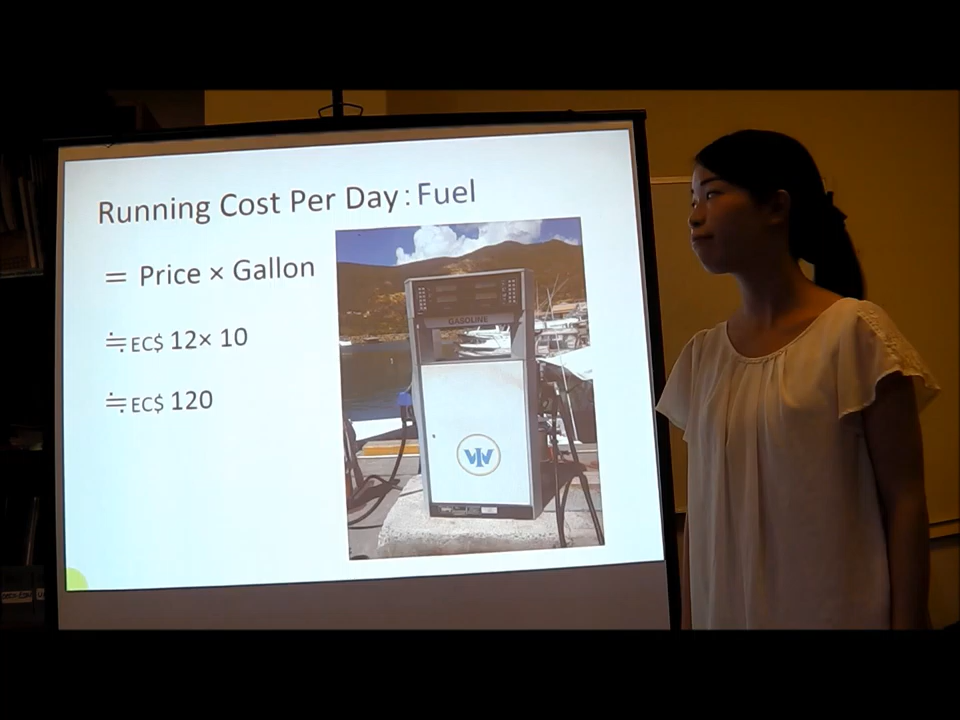 Running Cost Per Day:Fuel
= Price × Gallon
≒EC$ 12× 10
≒EC$ 120
GASOLINE